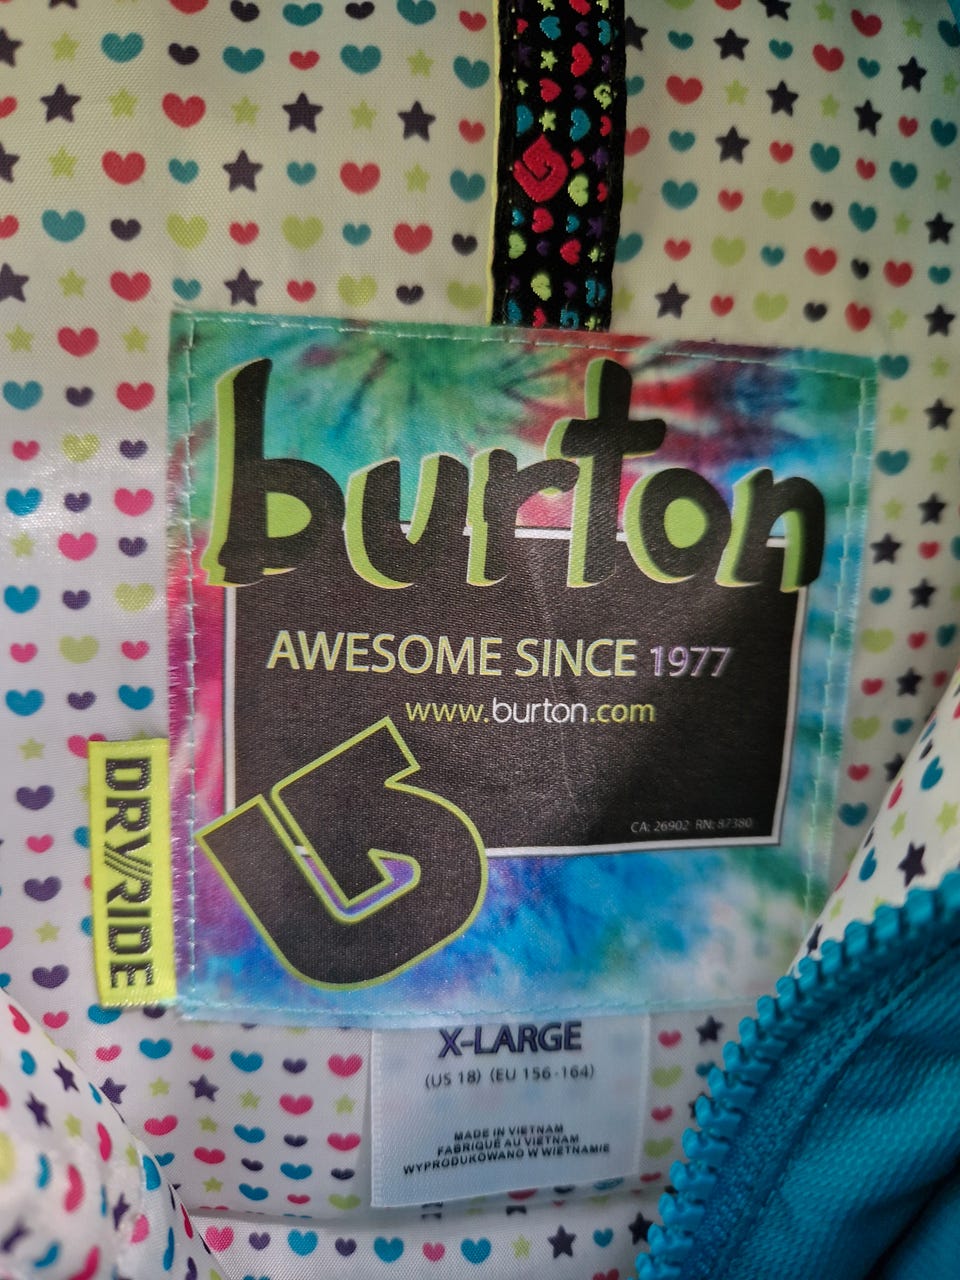 burton
AWESOME SINCE 1977
www.burton.com
CA: 26902 RN: 87380
DRYRIDE
X-LARGE
(US 18) (EU 156-164)
MADE IN VIETNAM
FABRIQUÉ AU VIETNAM
WYPRODUKOWANO W WIETNAMIE